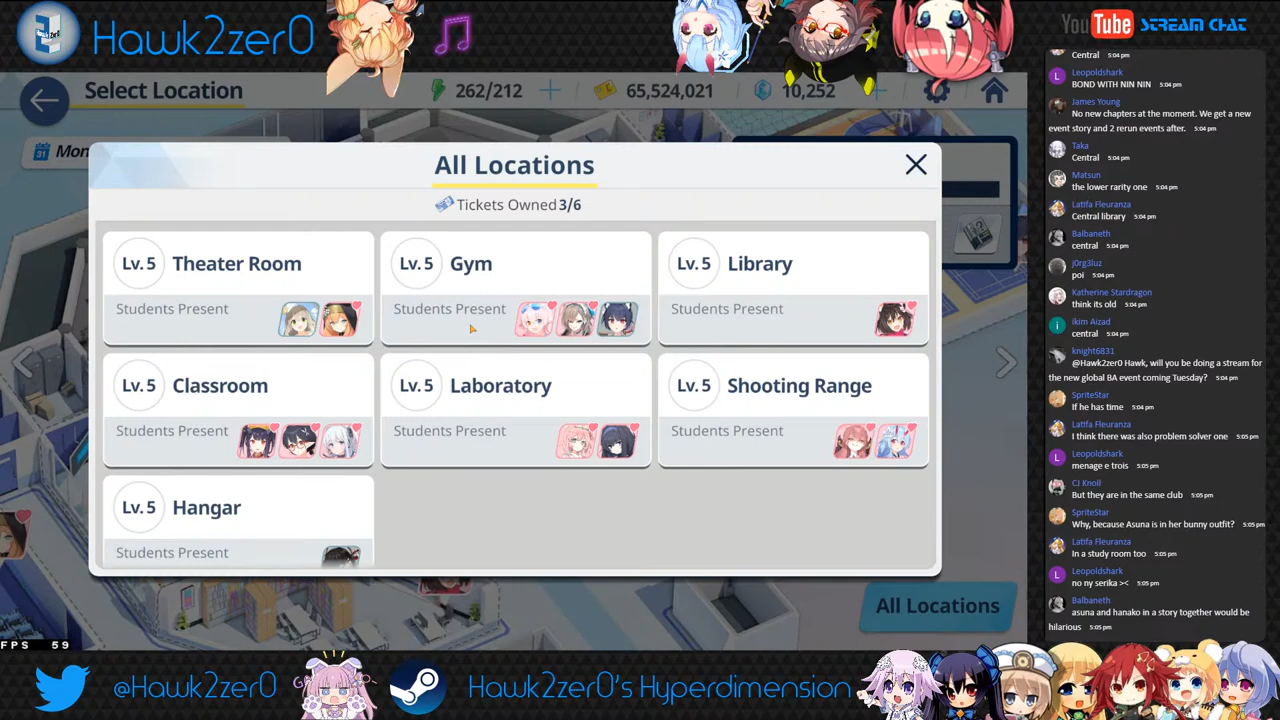 Hawk2zer0
YouTube STREAM CHAT
Select Location
262/212
65,524,021
10,252
Mon
All Locations
Tickets Owned 3/6
Lv. 5 Theater Room
Students Present
Lv. 5 Gym
Students Present
Lv. 5 Library
Students Present
Lv. 5 Classroom
Students Present
Lv. 5 Laboratory
Students Present
Lv. 5 Shooting Range
Students Present
Lv. 5 Hangar
Students Present
All Locations
FPS 59
@Hawk2zer0
Hawk2zer0's Hyperdimension
Central 5:04 pm
Leopoldshark
BOND WITH NIN NIN 5:04 pm
James Young
No new chapters at the moment. We get a new
event story and 2 rerun events after. 5:04 pm
Taka
Central 5:04 pm
Matsun
the lower rarity one 5:04 pm
Latifa Fleuranza
Central library 5:04 pm
Balbaneth
central 5:04 pm
j0rg3luz
poi 5:04 pm
Katherine Stardragon
think its old 5:04 pm
ikim Aizad
central 5:04 pm
knight6831
@Hawk2zer0 Hawk, will you be doing a stream for
the new global BA event coming Tuesday? 5:04 pm
SpriteStar
If he has time 5:04 pm
Latifa Fleuranza
I think there was also problem solver one 5:05 pm
Leopoldshark
menage e trois 5:05 pm
CJ Knoll
But they are in the same club 5:05 pm
SpriteStar
Why, because Asuna is in her bunny outfit? 5:05 pm
Latifa Fleuranza
In a study room too 5:05 pm
Leopoldshark
no ny serika >< 5:05 pm
Balbaneth
asuna and hanako in a story together would be
hilarious 5:05 pm